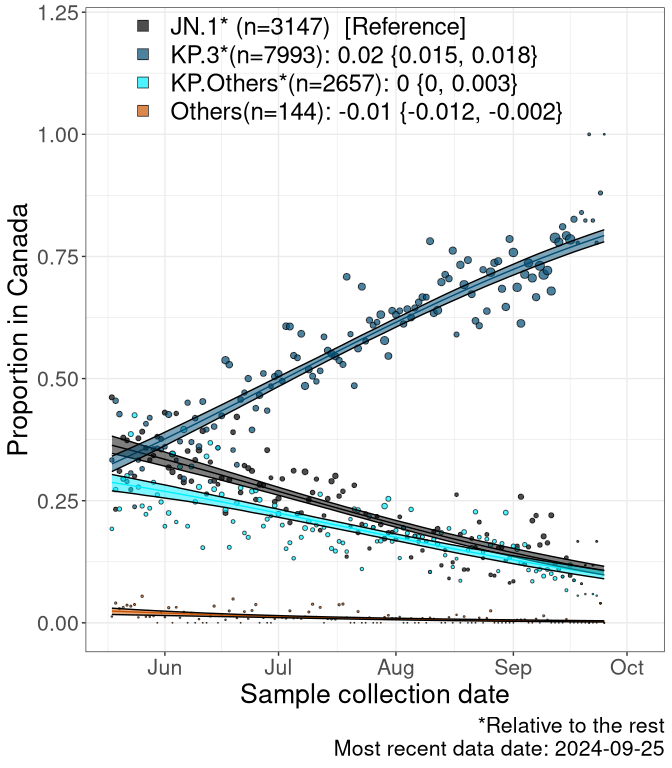 JN.1* (n=3147)  [Reference]
KP.3*(n=7993): 0.02 {0.015, 0.018}
KP.Others*(n=2657): 0 {0, 0.003}
Others(n=144): -0.01 {-0.012, -0.002}
1.25
1.00
0.75
0.50
0.25
0.00
Proportion in Canada
Jun Jul Aug Sep Oct
Sample collection date
*Relative to the rest
Most recent data date: 2024-09-25